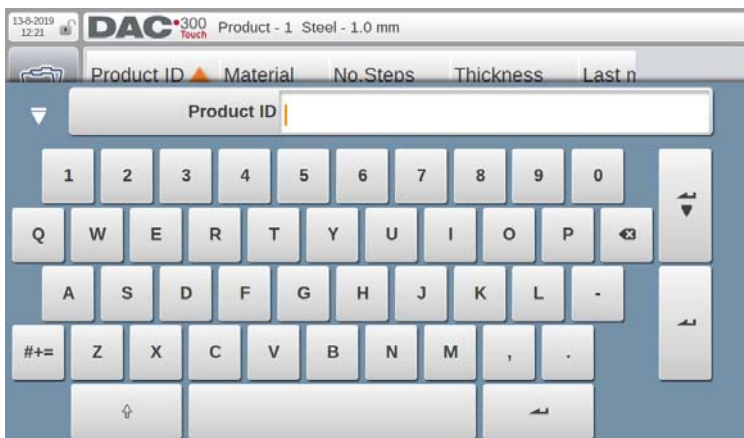 13-8-2019
12:21
DAC 300 Touch
Product - 1 Steel - 1.0 mm
Product ID Material No.Steps Thickness Last m
Product ID
1 2 3 4 5 6 7 8 9 0
Q W E R T Y U I O P
A S D F G H J K L -
#+= Z X C V B N M , .